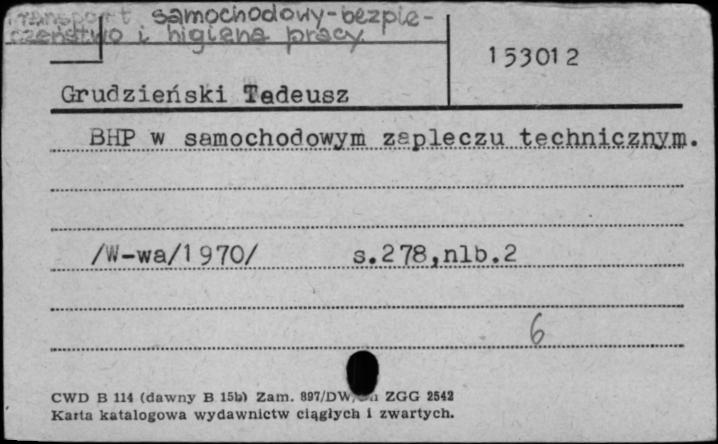 Transport samochodowy-bezpie-
czeństwo i higiena pracy
153012
Grudzieński Tadeusz
BHP w samochodowym zapleczu technicznym.
/W-wa/1970/ s.278,nlb.2
6
CWD B 114 (dawny B 15b) Zam. 897/DW/ ZGG 2542
Karta katalogowa wydawnictw ciągłych i zwartych.